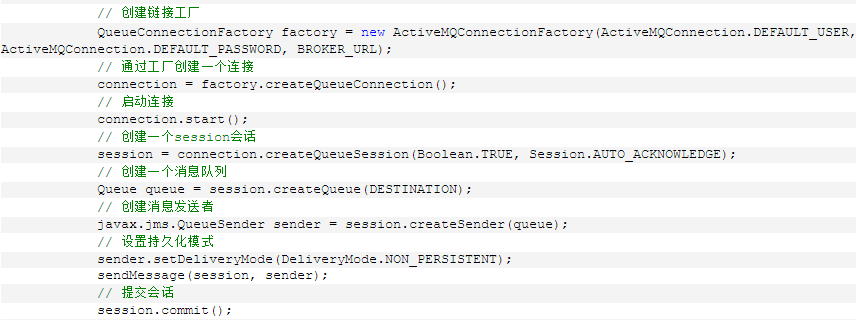 // 创建链接工厂
QueueConnectionFactory factory = new ActiveMQConnectionFactory(ActiveMQConnection.DEFAULT_USER,
ActiveMQConnection.DEFAULT_PASSWORD, BROKER_URL);
// 通过工厂创建一个连接
connection = factory.createQueueConnection();
// 启动连接
connection.start();
// 创建一个session会话
session = connection.createQueueSession(Boolean.TRUE, Session.AUTO_ACKNOWLEDGE);
// 创建一个消息队列
Queue queue = session.createQueue(DESTINATION);
// 创建消息发送者
javax.jms.QueueSender sender = session.createSender(queue);
// 设置持久化模式
sender.setDeliveryMode(DeliveryMode.NON_PERSISTENT);
sendMessage(session, sender);
// 提交会话
session.commit();